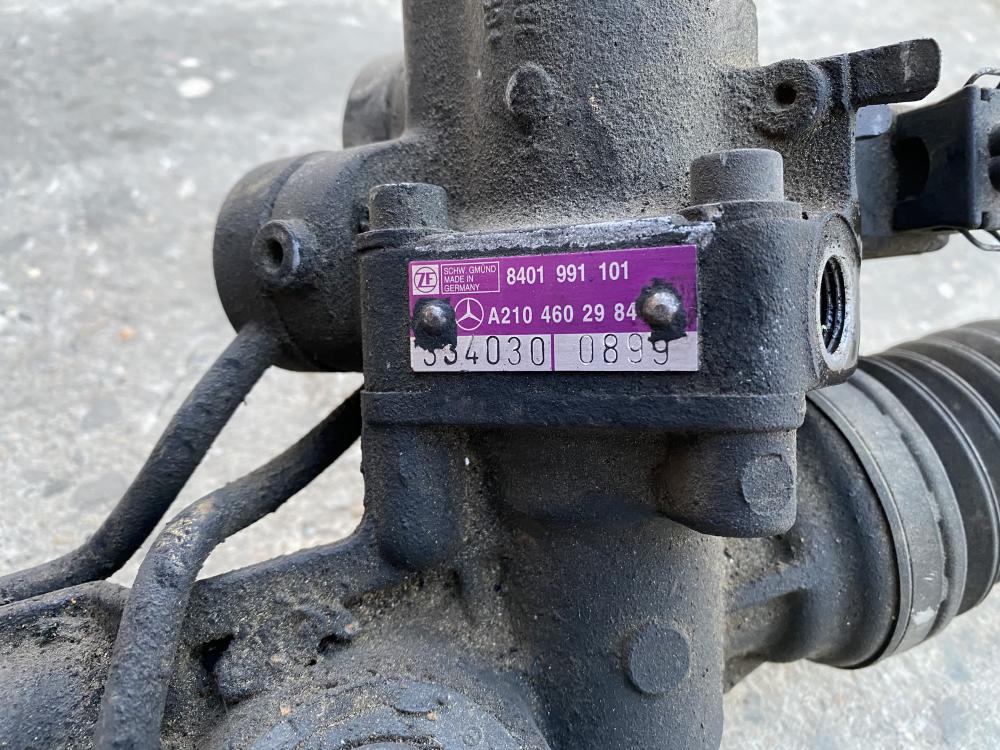 ZF SCHW. GMÜND MADE IN GERMANY 8401 991 101
A210 460 29 84
334030 0899